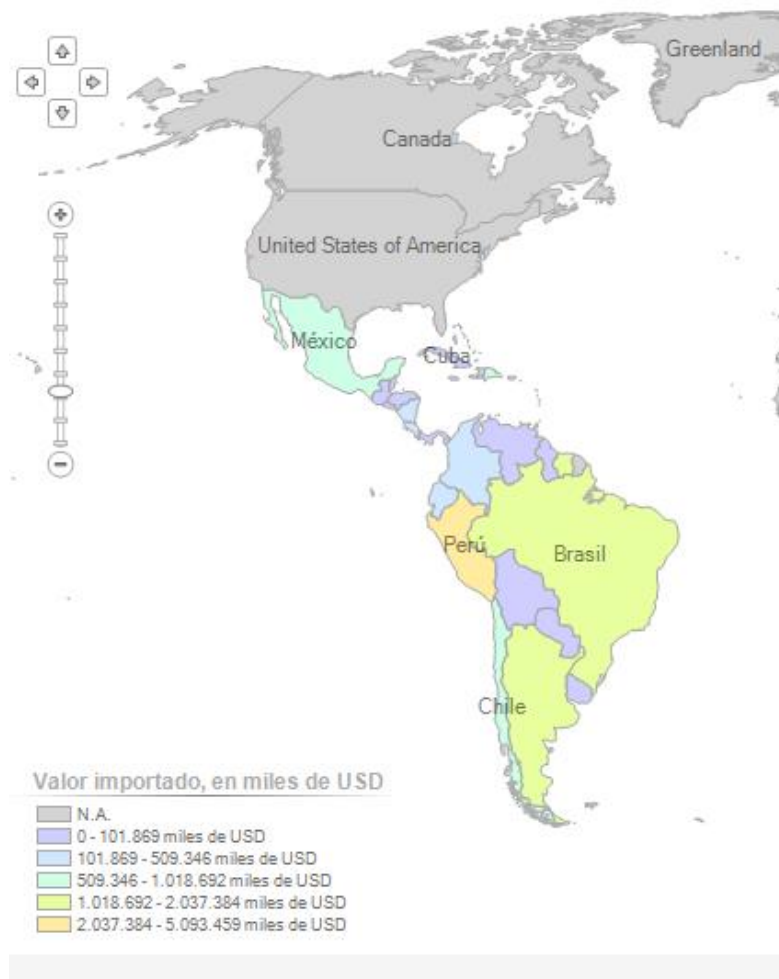 Greenland
Canada
United States of America
México
Cuba
Perú
Brasil
Chile
Valor importado, en miles de USD
N.A.
0 - 101.869 miles de USD
101.869 - 509.346 miles de USD
509.346 - 1.018.692 miles de USD
1.018.692 - 2.037.384 miles de USD
2.037.384 - 5.093.459 miles de USD